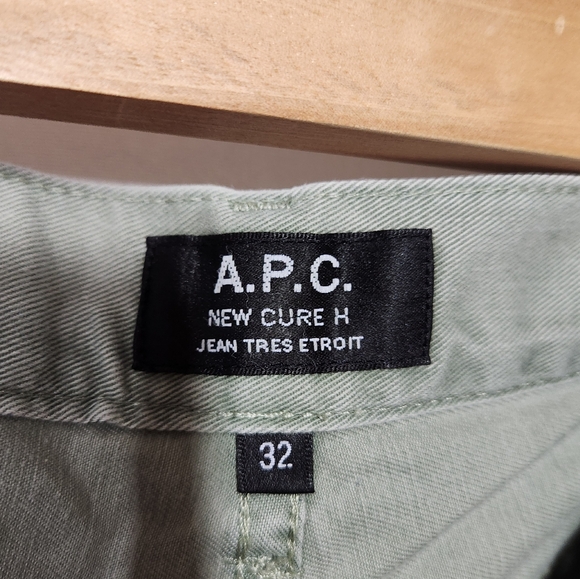 A.P.C.
NEW CURE H
JEAN TRES ETROIT
32